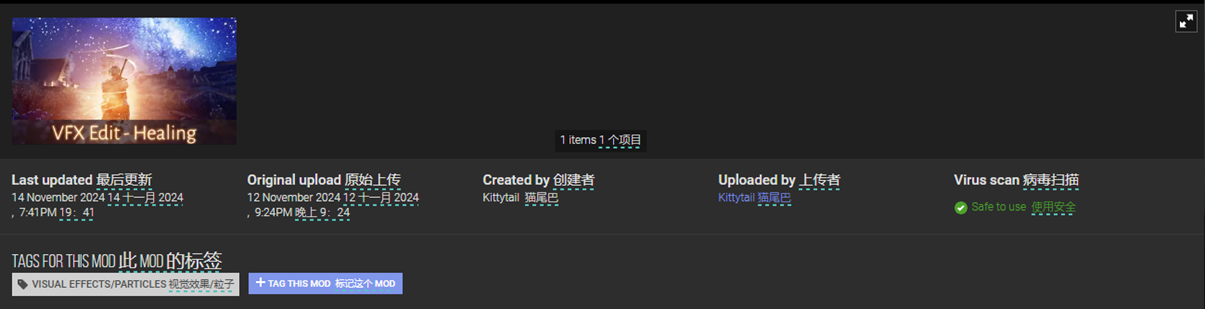 VFX Edit - Healing
1 items 1 个项目
Last updated 最后更新
14 November 2024 14 十一月 2024
, 7:41PM 19：41
Original upload 原始上传
12 November 2024 12 十一月 2024
, 9:24PM 晚上 9：24
Created by 创建者
Kittytail 猫尾巴
Uploaded by 上传者
Kittytail 猫尾巴
Virus scan 病毒扫描
Safe to use 使用安全
TAGS FOR THIS MOD 此 MOD 的标签
VISUAL EFFECTS/PARTICLES 视觉效果/粒子
TAG THIS MOD 标记这个 MOD